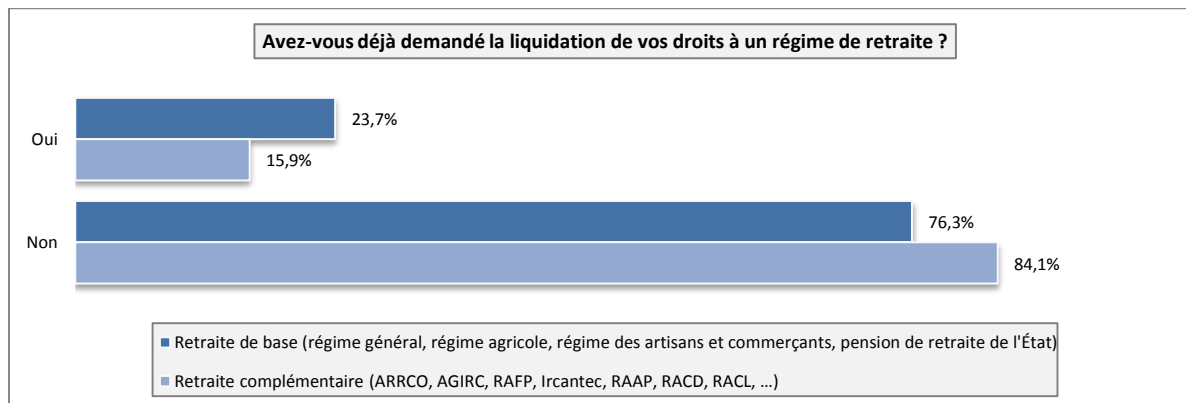 Avez-vous déjà demandé la liquidation de vos droits à un régime de retraite ?
23,7%
Oui
15,9%
76,3%
Non
84,1%
Retraite de base (régime général, régime agricole, régime des artisans et commerçants, pension de retraite de l'État)
Retraite complémentaire (ARRCO, AGIRC, RAFP, Ircantec, RAAP, RACD, RACL, ...)